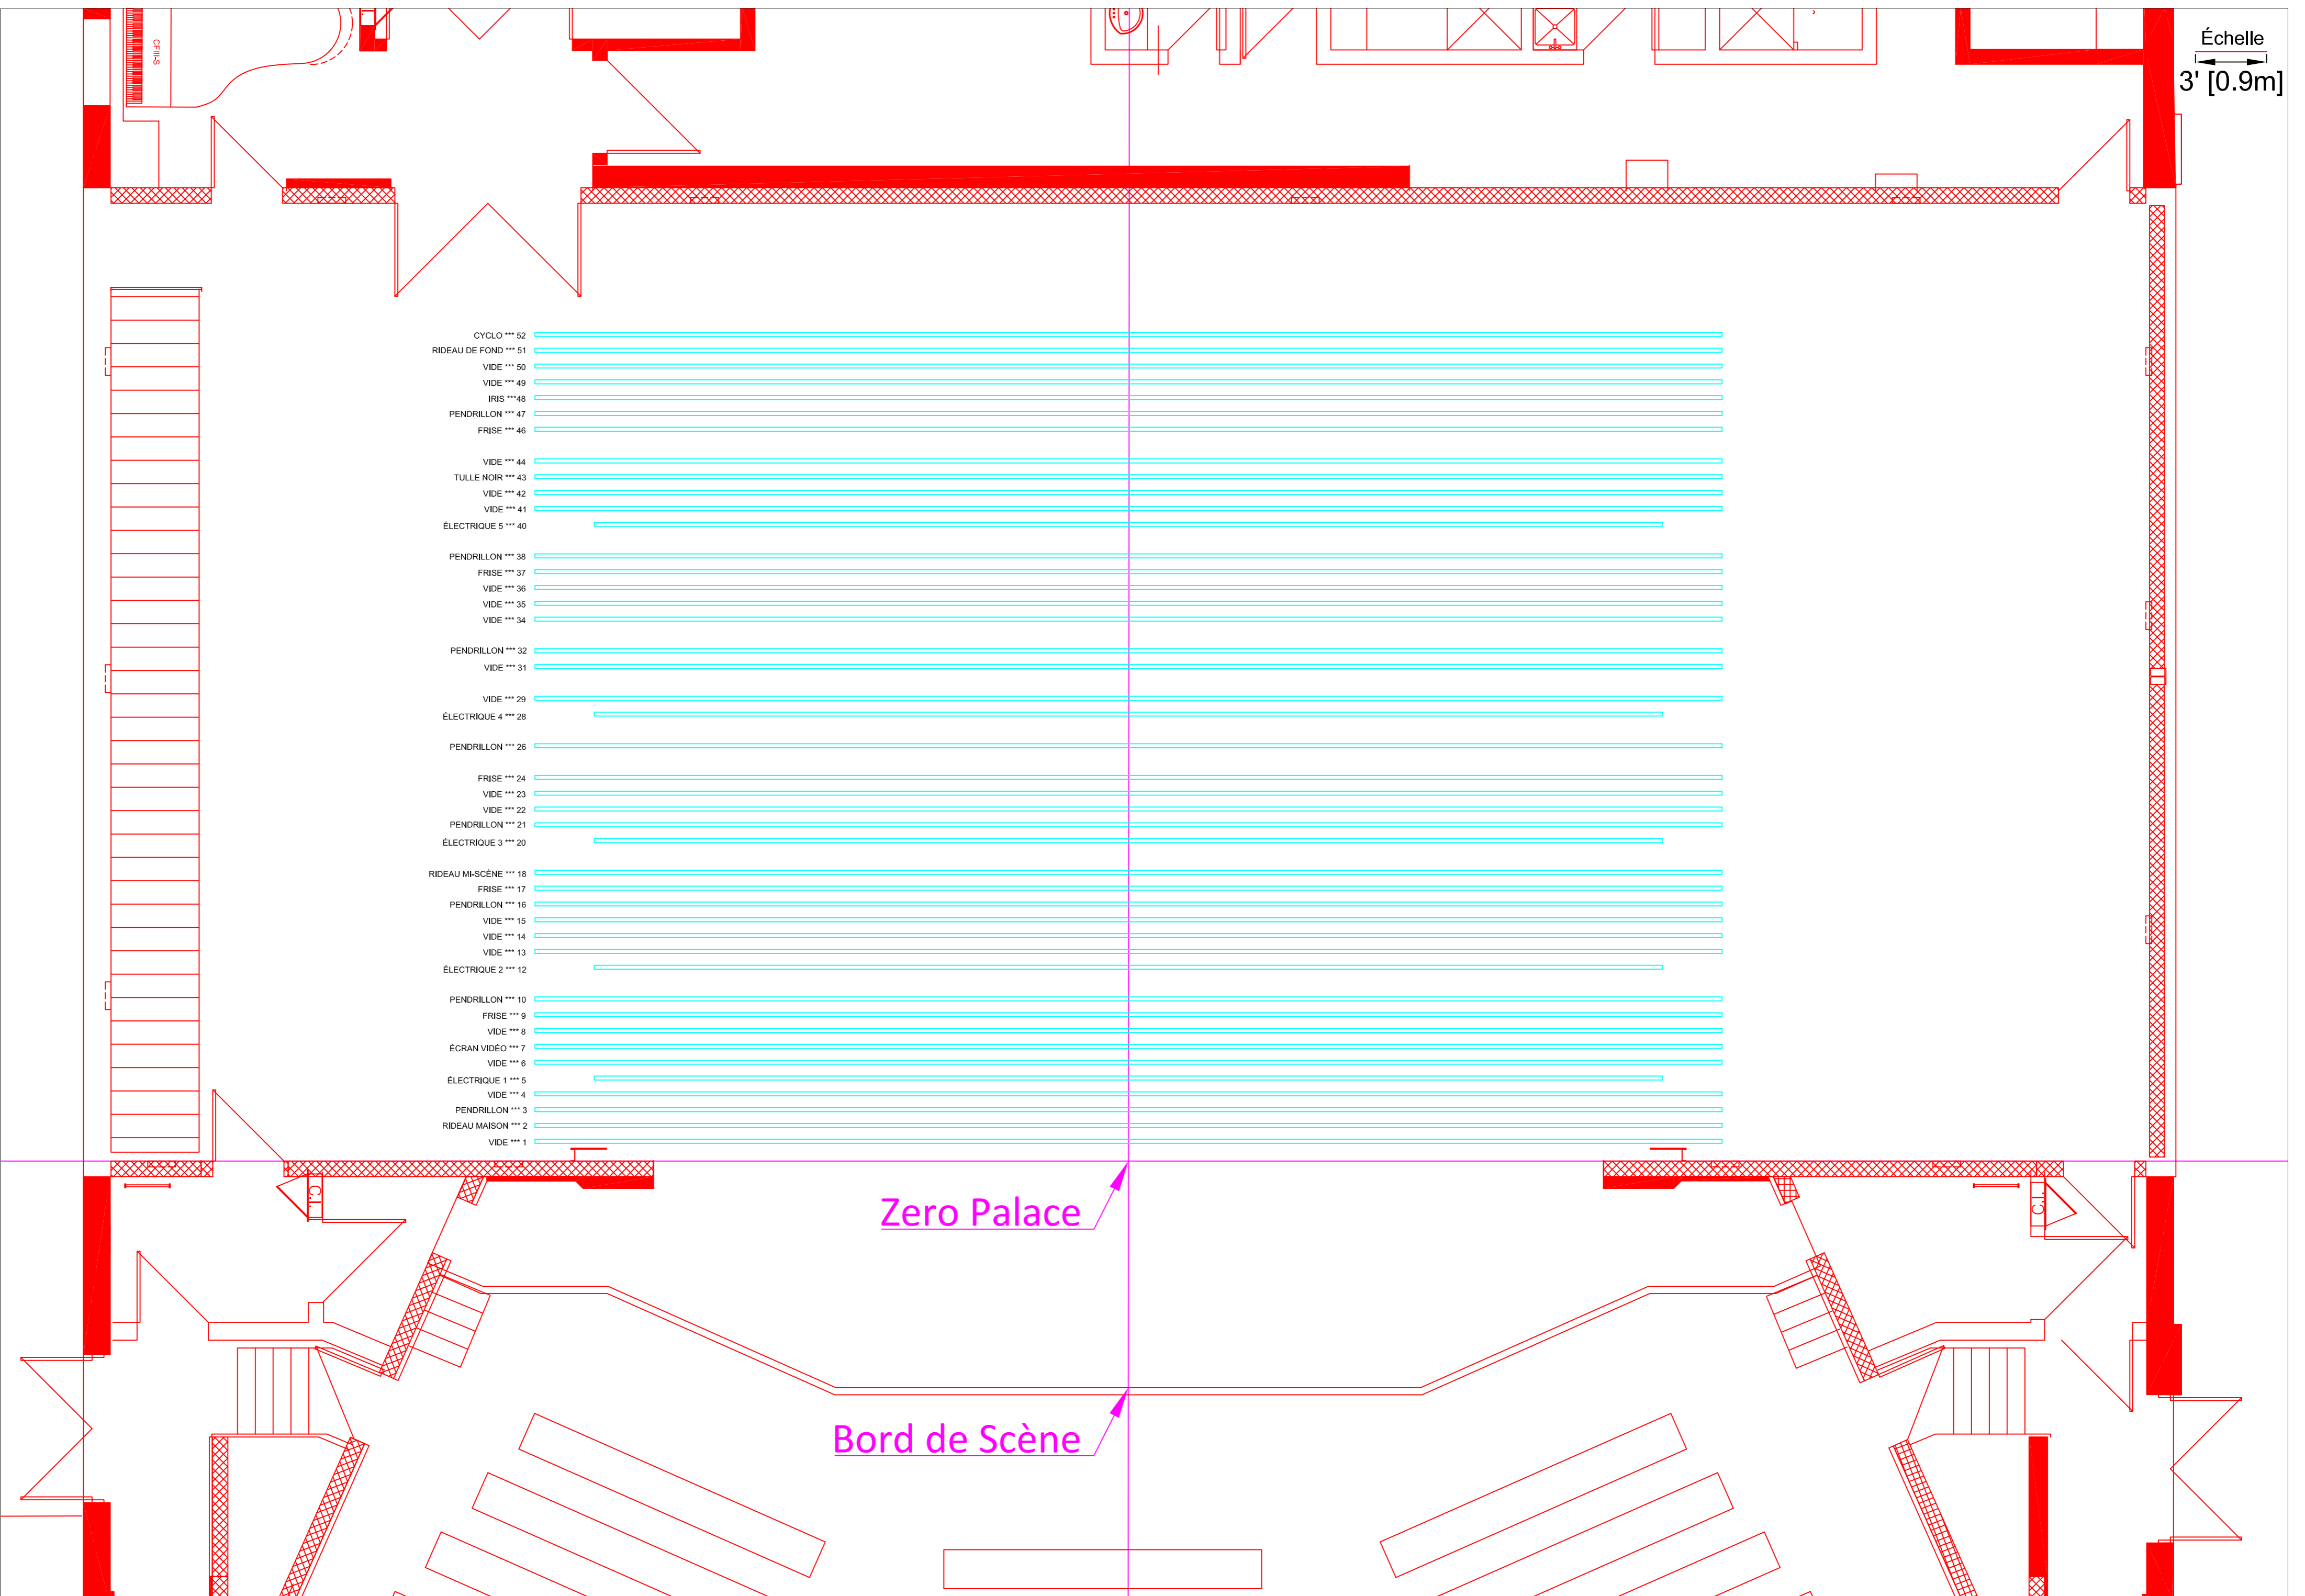 CFIII-S
Échelle
3' [0.9m]
CYCLO *** 52
RIDEAU DE FOND *** 51
VIDE *** 50
VIDE *** 49
IRIS ***48
PENDRILLON *** 47
FRISE *** 46
VIDE *** 44
TULLE NOIR *** 43
VIDE *** 42
VIDE *** 41
ÉLECTRIQUE 5 *** 40
PENDRILLON *** 38
FRISE *** 37
VIDE *** 36
VIDE *** 35
VIDE *** 34
PENDRILLON *** 32
VIDE *** 31
VIDE *** 29
ÉLECTRIQUE 4 *** 28
PENDRILLON *** 26
FRISE *** 24
VIDE *** 23
VIDE *** 22
PENDRILLON *** 21
ÉLECTRIQUE 3 *** 20
RIDEAU MI-SCÈNE *** 18
FRISE *** 17
PENDRILLON *** 16
VIDE *** 15
VIDE *** 14
VIDE *** 13
ÉLECTRIQUE 2 *** 12
PENDRILLON *** 10
FRISE *** 9
VIDE *** 8
ÉCRAN VIDÉO *** 7
VIDE *** 6
ÉLECTRIQUE 1 *** 5
VIDE *** 4
PENDRILLON *** 3
RIDEAU MAISON *** 2
VIDE *** 1
C.I.
C.I.
Zero Palace
Bord de Scène